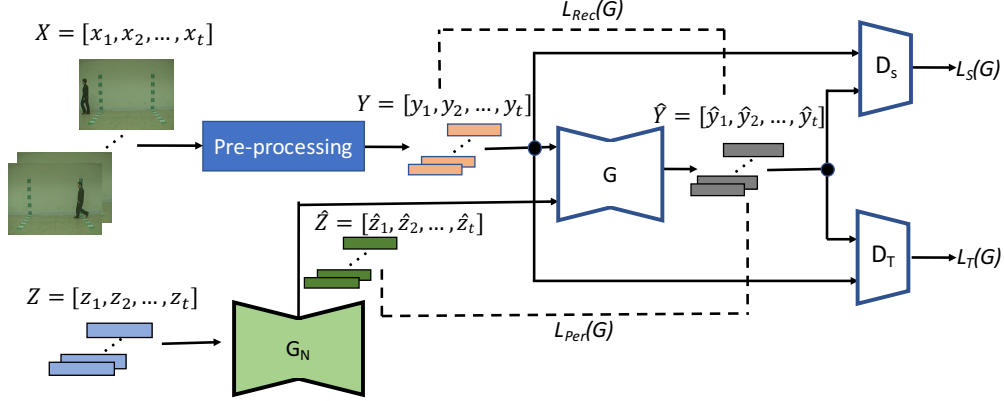 L_Rec(G)
X = [x_1, x_2, ..., x_t]
D_s
L_S(G)
Y = [y_1, y_2, ..., y_t]
Ŷ = [ŷ_1, ŷ_2, ..., ŷ_t]
Pre-processing
G
Ẑ = [ẑ_1, ẑ_2, ..., ẑ_t]
D_T
L_T(G)
Z = [z_1, z_2, ..., z_t]
L_Per(G)
G_N